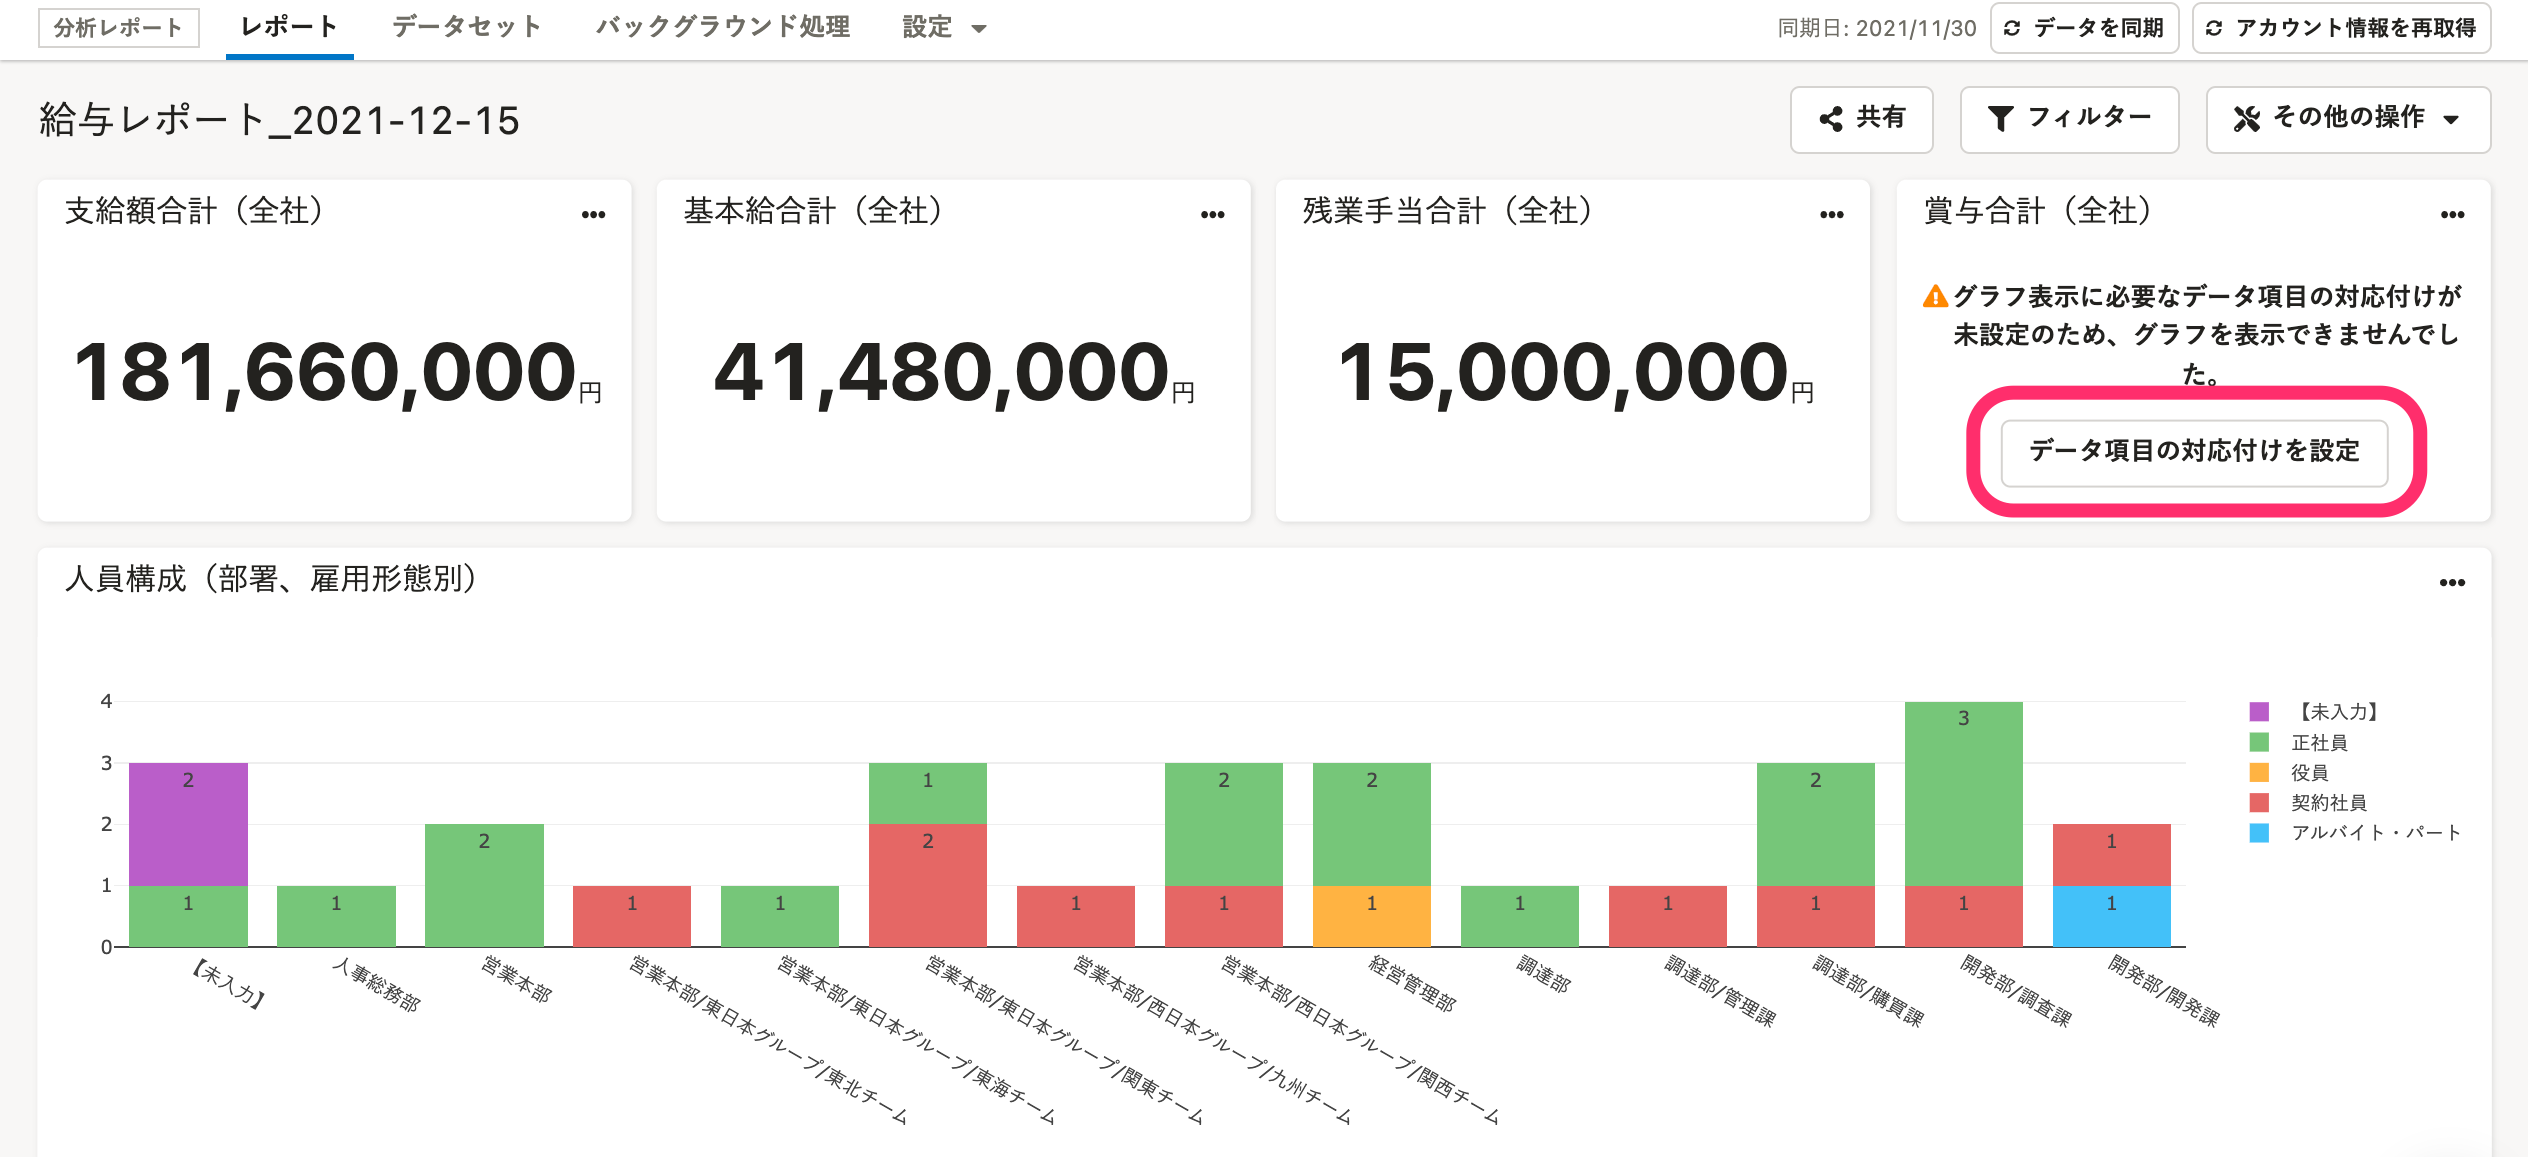 分析レポート
レポート
データセット
バックグラウンド処理
設定
同期日: 2021/11/30
データを同期
アカウント情報を再取得
給与レポート_2021-12-15
共有
フィルター
その他の操作
支給額合計（全社）
181,660,000円
基本給合計（全社）
41,480,000円
残業手当合計（全社）
15,000,000円
賞与合計（全社）
グラフ表示に必要なデータ項目の対応付けが
未設定のため、グラフを表示できませんでし
た。
データ項目の対応付けを設定
人員構成（部署、雇用形態別）
4
3
2
1
0
2
1
1
2
1
1
1
2
1
2
1
2
1
1
1
2
1
3
1
1
1
【未入力】
人事総務部
営業本部
営業本部/東日本グループ/東北チーム
営業本部/東日本グループ/東海チーム
営業本部/東日本グループ/関東チーム
営業本部/西日本グループ/九州チーム
営業本部/西日本グループ/関西チーム
経営管理部
調達部
調達部/管理課
調達部/購買課
開発部/調査課
開発部/開発課
【未入力】
正社員
役員
契約社員
アルバイト・パート